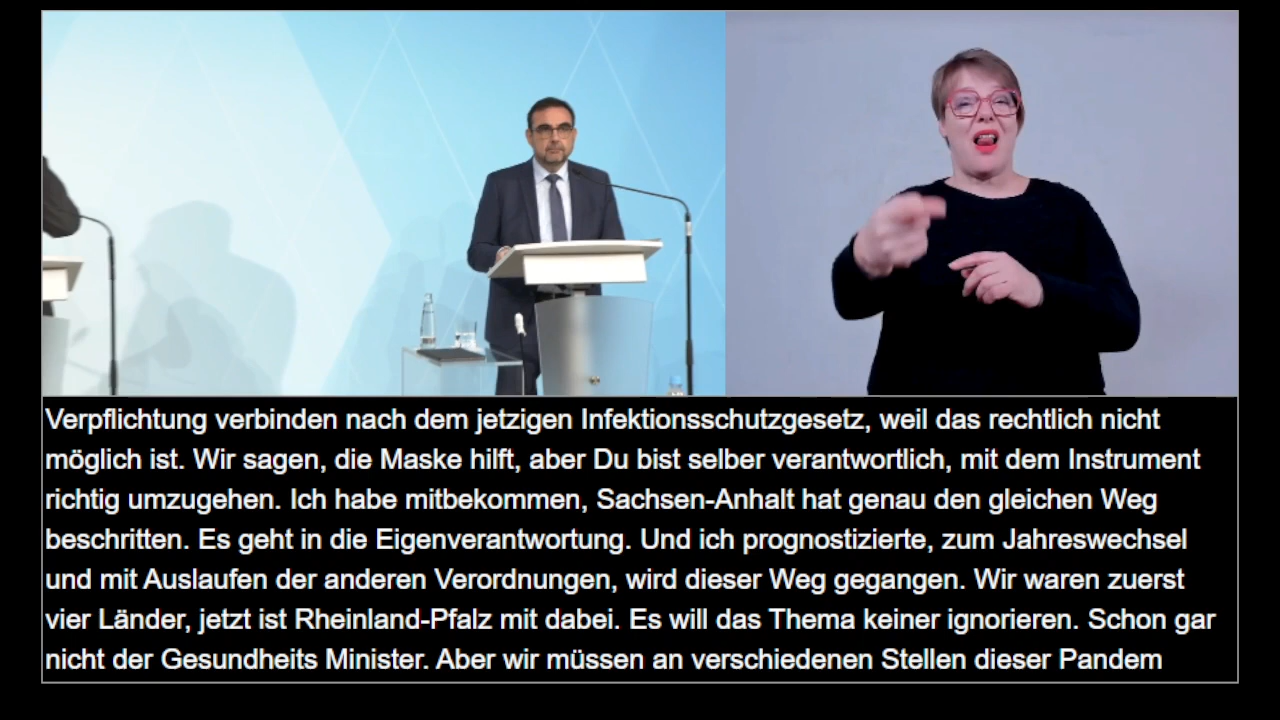 Verpflichtung verbinden nach dem jetzigen Infektionsschutzgesetz, weil das rechtlich nicht
möglich ist. Wir sagen, die Maske hilft, aber Du bist selber verantwortlich, mit dem Instrument
richtig umzugehen. Ich habe mitbekommen, Sachsen-Anhalt hat genau den gleichen Weg
beschritten. Es geht in die Eigenverantwortung. Und ich prognostizierte, zum Jahreswechsel
und mit Auslaufen der anderen Verordnungen, wird dieser Weg gegangen. Wir waren zuerst
vier Länder, jetzt ist Rheinland-Pfalz mit dabei. Es will das Thema keiner ignorieren. Schon gar
nicht der Gesundheits Minister. Aber wir müssen an verschiedenen Stellen dieser Pandem